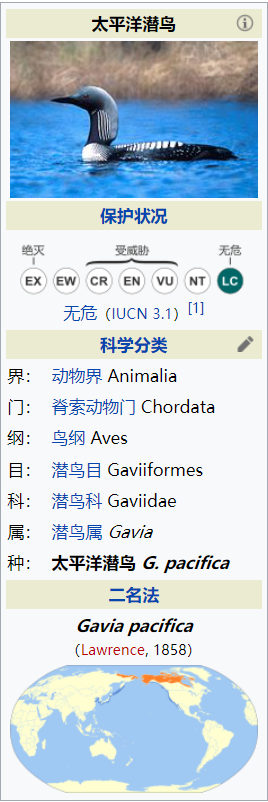 太平洋潜鸟
保护状况
绝灭 受威胁 无危
EX EW CR EN VU NT LC
无危（IUCN 3.1）[1]
科学分类
界： 动物界 Animalia
门： 脊索动物门 Chordata
纲： 鸟纲 Aves
目： 潜鸟目 Gaviiformes
科： 潜鸟科 Gaviidae
属： 潜鸟属 Gavia
种： 太平洋潜鸟 G. pacifica
二名法
Gavia pacifica
（Lawrence, 1858）